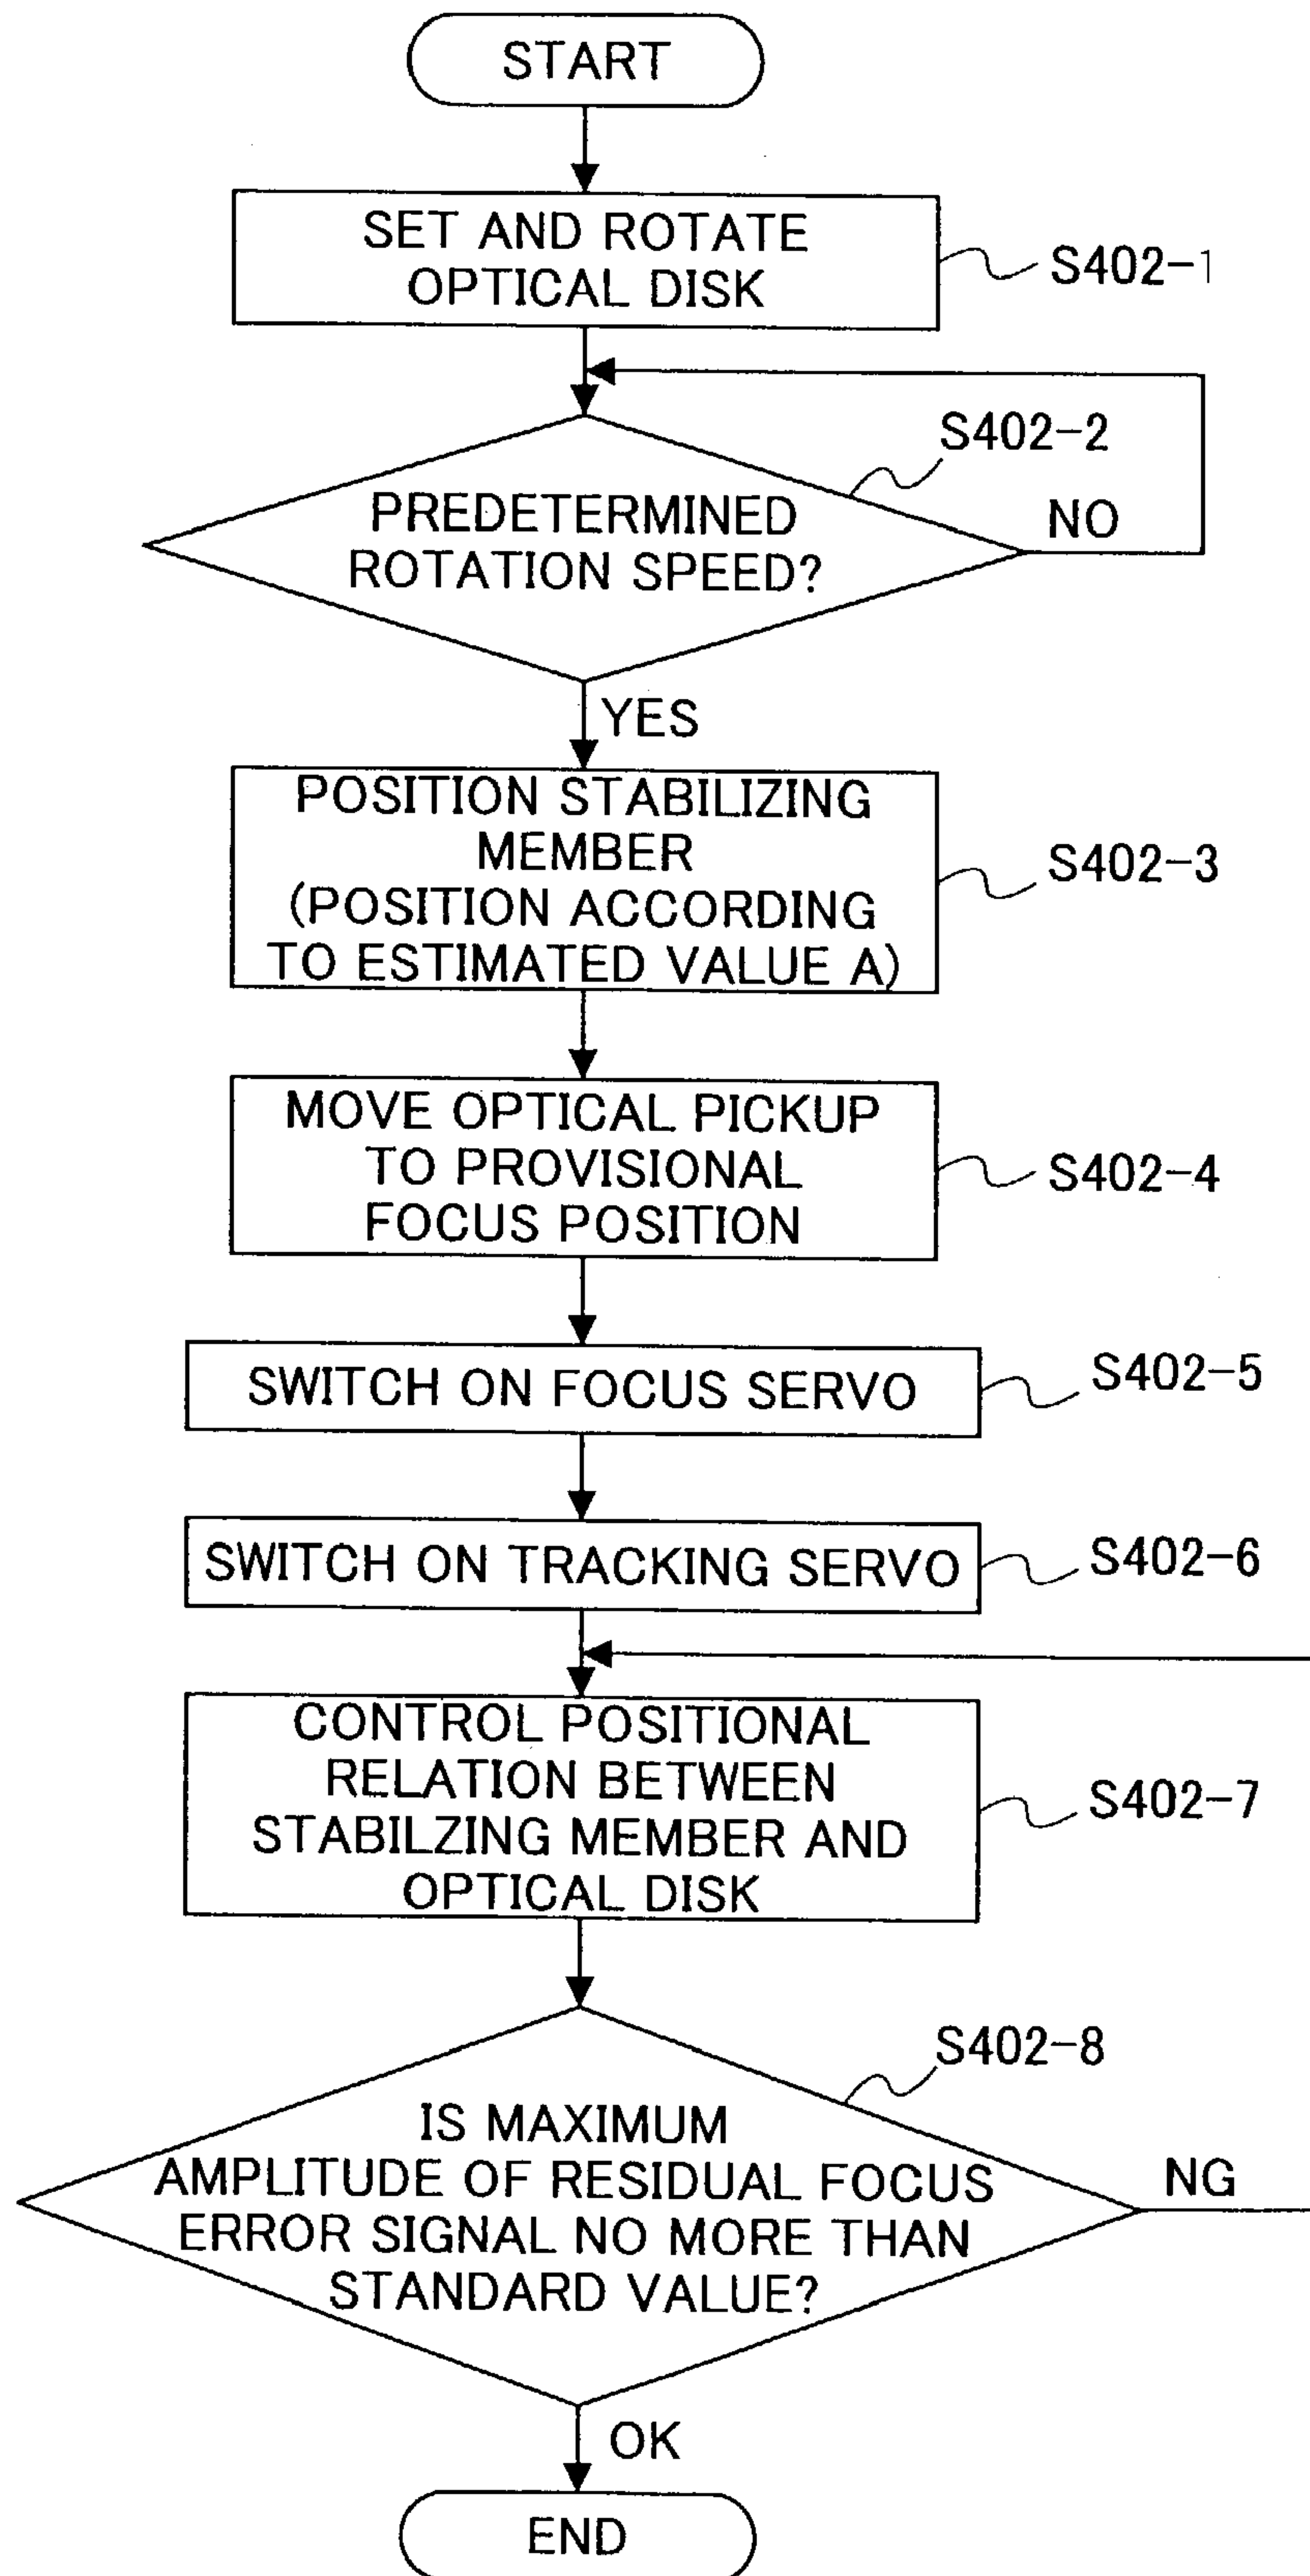 START
SET AND ROTATE
OPTICAL DISK
S402-1
S402-2
PREDETERMINED
ROTATION SPEED?
NO
YES
POSITION STABILIZING
MEMBER
(POSITION ACCORDING
TO ESTIMATED VALUE A)
S402-3
MOVE OPTICAL PICKUP
TO PROVISIONAL
FOCUS POSITION
S402-4
SWITCH ON FOCUS SERVO
S402-5
SWITCH ON TRACKING SERVO
S402-6
CONTROL POSITIONAL
RELATION BETWEEN
STABILZING MEMBER AND
OPTICAL DISK
S402-7
S402-8
IS MAXIMUM
AMPLITUDE OF RESIDUAL FOCUS
ERROR SIGNAL NO MORE THAN
STANDARD VALUE?
NG
OK
END